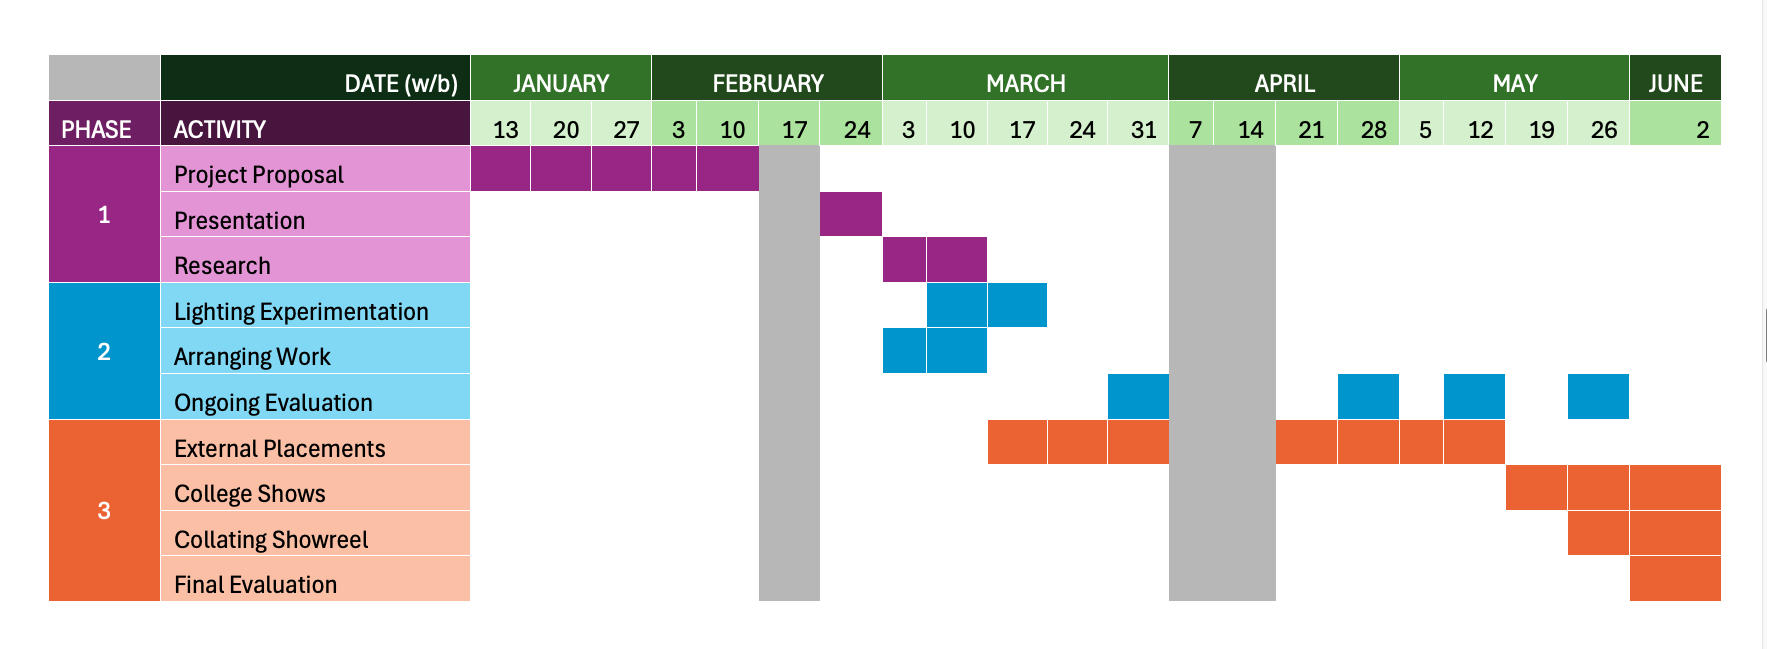 DATE (w/b) JANUARY FEBRUARY MARCH APRIL MAY JUNE
PHASE ACTIVITY 13 20 27 3 10 17 24 3 10 17 24 31 7 14 21 28 5 12 19 26 2
1
Project Proposal
Presentation
Research
2
Lighting Experimentation
Arranging Work
Ongoing Evaluation
3
External Placements
College Shows
Collating Showreel
Final Evaluation